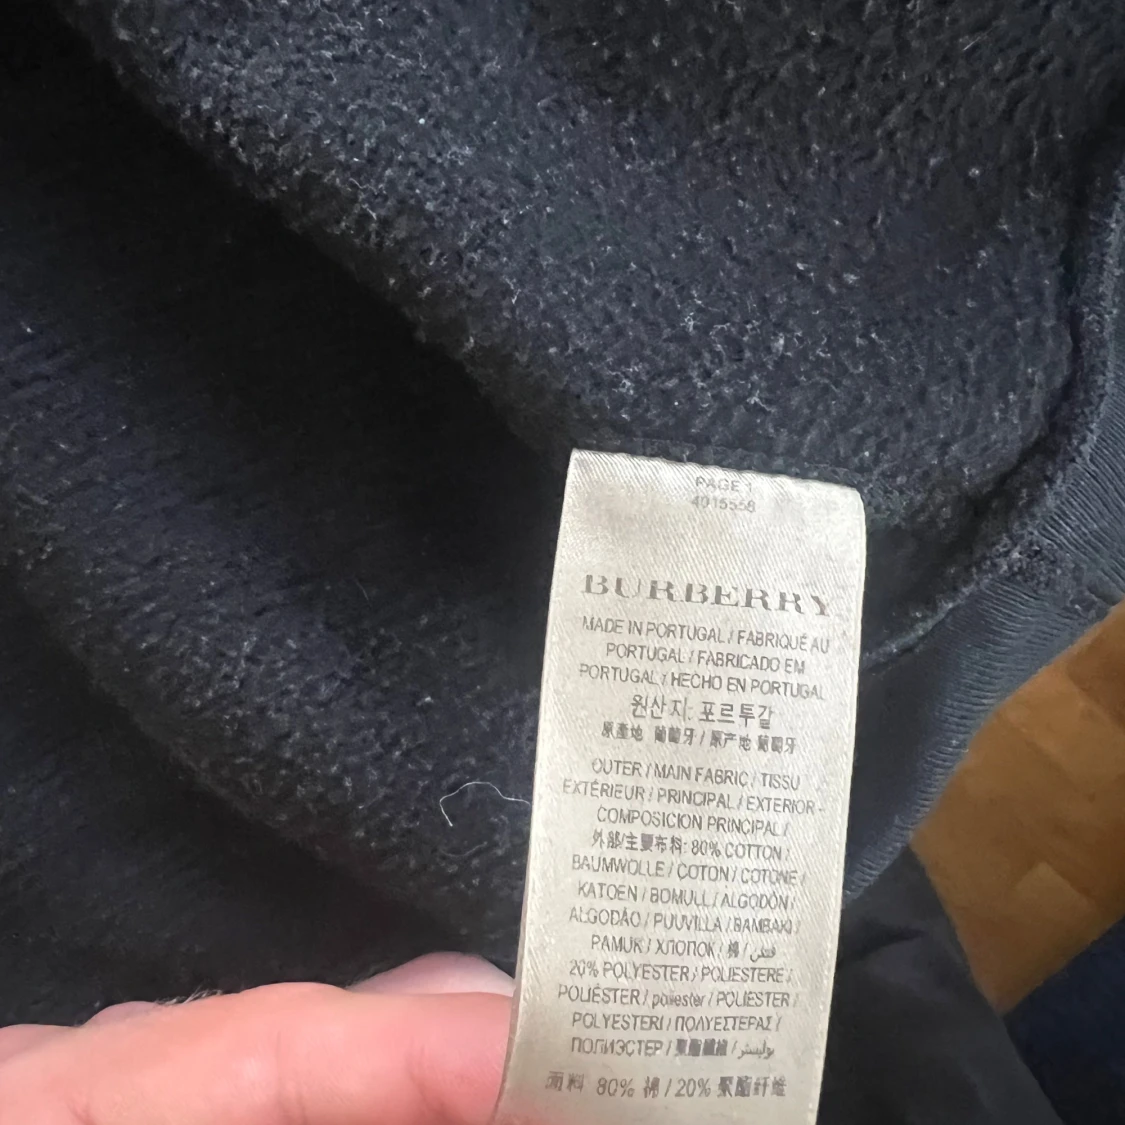 PAGE 1
4015558
BURBERRY
MADE IN PORTUGAL / FABRIQUÉ AU
PORTUGAL / FABRICADO EM
PORTUGAL / HECHO EN PORTUGAL
원산지: 포르투갈
原產地 葡萄牙 / 原产地 葡萄牙
OUTER / MAIN FABRIC / TISSU
EXTÉRIEUR / PRINCIPAL / EXTERIOR -
COMPOSICION PRINCIPAL /
外部/主要布料: 80% COTTON /
BAUMWOLLE / COTON / COTONE /
KATOEN / BOMULL / ALGODÓN /
ALGODÃO / PUUVILLA / BAMBAKI /
PAMUK / ХЛОПОК / 棉 / قطن
20% POLYESTER / POLIESTERE /
POLIÉSTER / poliester / POLIESTER /
POLYESTERI / ΠΟΛΥΕΣΤΕΡΑΣ /
ПОЛИЭСТЕР / 聚酯纖維 / بوليستر
面料 80% 棉 / 20% 聚酯纤维